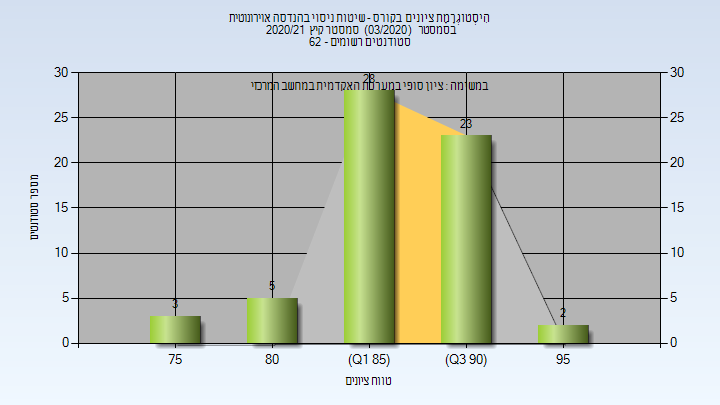 היסטוגרמת ציונים בקורס - שיטות ניסוי בהנדסה אוירונוטית
בסמסטר (03/2020) סמסטר קיץ 2020/21
סטודנטים רשומים - 62
במשימה : ציון סופי במערכת האקדמית במחשב המרכזי
30
25
20
15
10
5
0
30
25
20
15
10
5
0
מספר סטודנטים
3
5
28
23
2
75
80
(Q1 85)
(Q3 90)
95
טווח ציונים